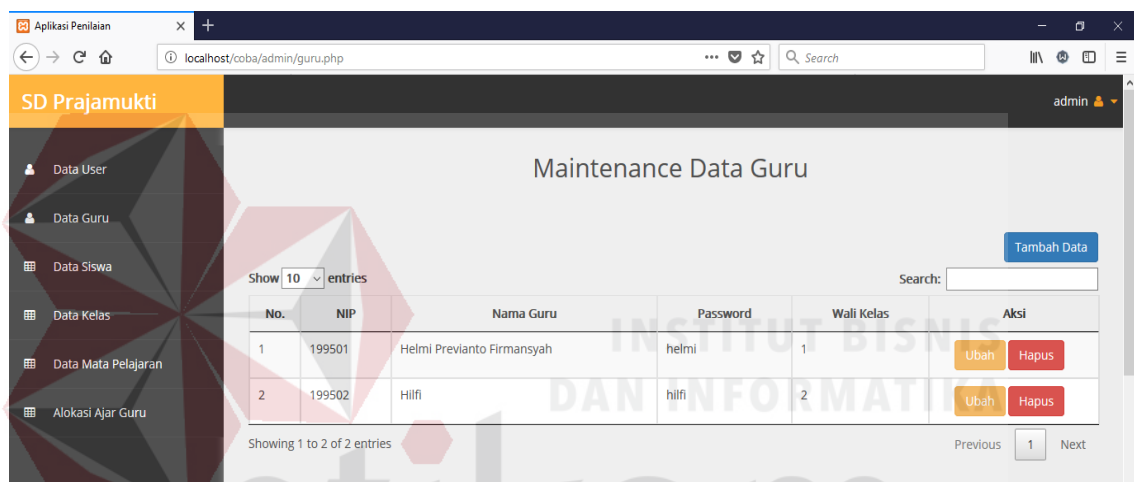 Aplikasi Penilaian
localhost/coba/admin/guru.php
Search
SD Prajamukti
admin
Data User
Data Guru
Data Siswa
Data Kelas
Data Mata Pelajaran
Alokasi Ajar Guru
Maintenance Data Guru
Tambah Data
Show 10 entries
Search:
No. NIP Nama Guru Password Wali Kelas Aksi
1 199501 Helmi Previanto Firmansyah helmi 1 Ubah Hapus
2 199502 Hilfi hilfi 2 Ubah Hapus
Showing 1 to 2 of 2 entries
Previous 1 Next
INSTITUT BISNIS
DAN INFORMATIKA